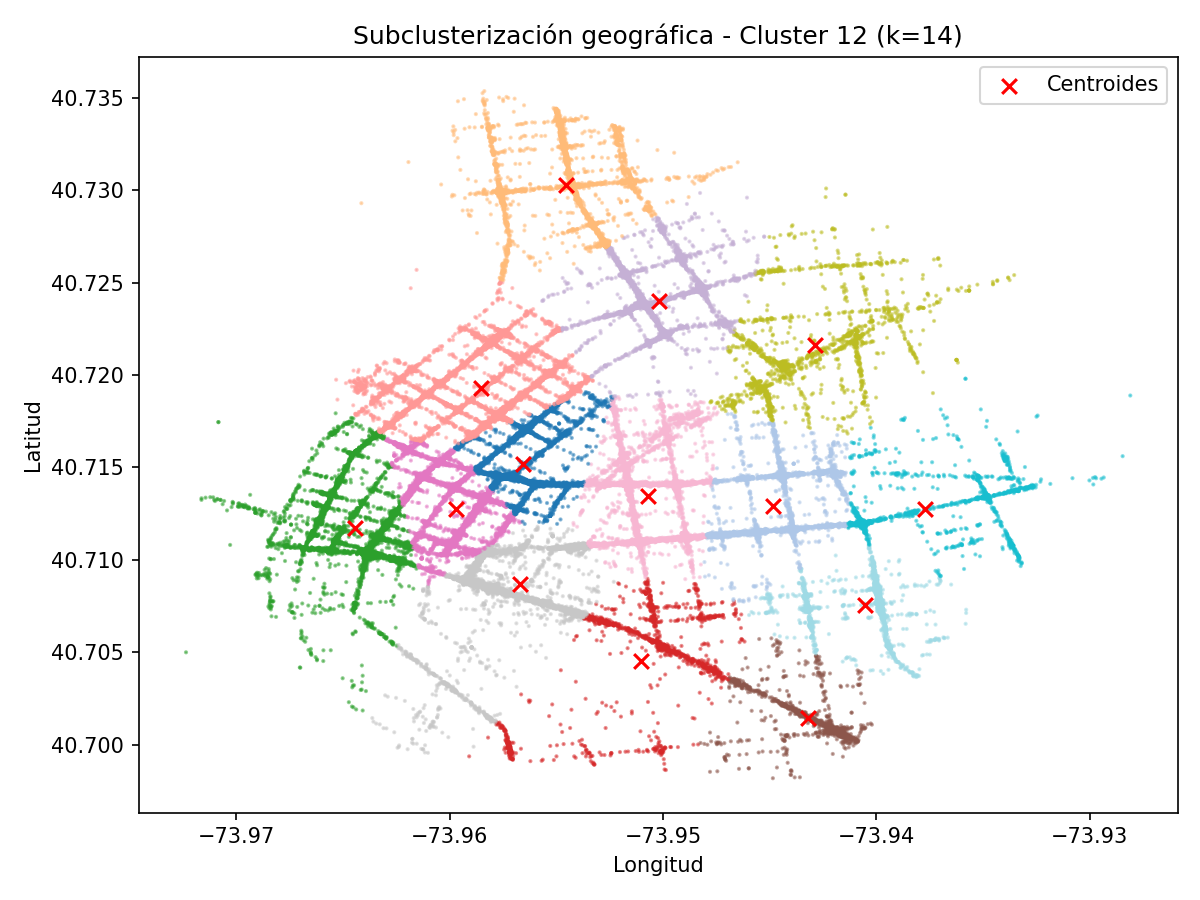 Subclusterización geográfica - Cluster 12 (k=14)
Centroides
40.735
40.730
40.725
40.720
40.715
40.710
40.705
40.700
Latitud
−73.97 −73.96 −73.95 −73.94 −73.93
Longitud